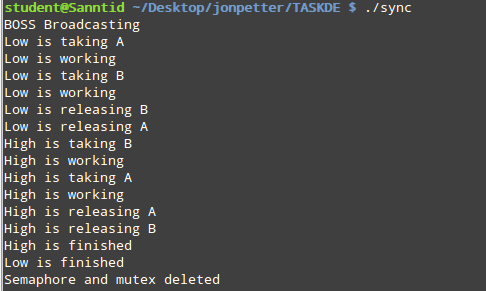 student@Sanntid ~/Desktop/jonpetter/TASKDE $ ./sync
BOSS Broadcasting
Low is taking A
Low is working
Low is taking B
Low is working
Low is releasing B
Low is releasing A
High is taking B
High is working
High is taking A
High is working
High is releasing A
High is releasing B
High is finished
Low is finished
Semaphore and mutex deleted